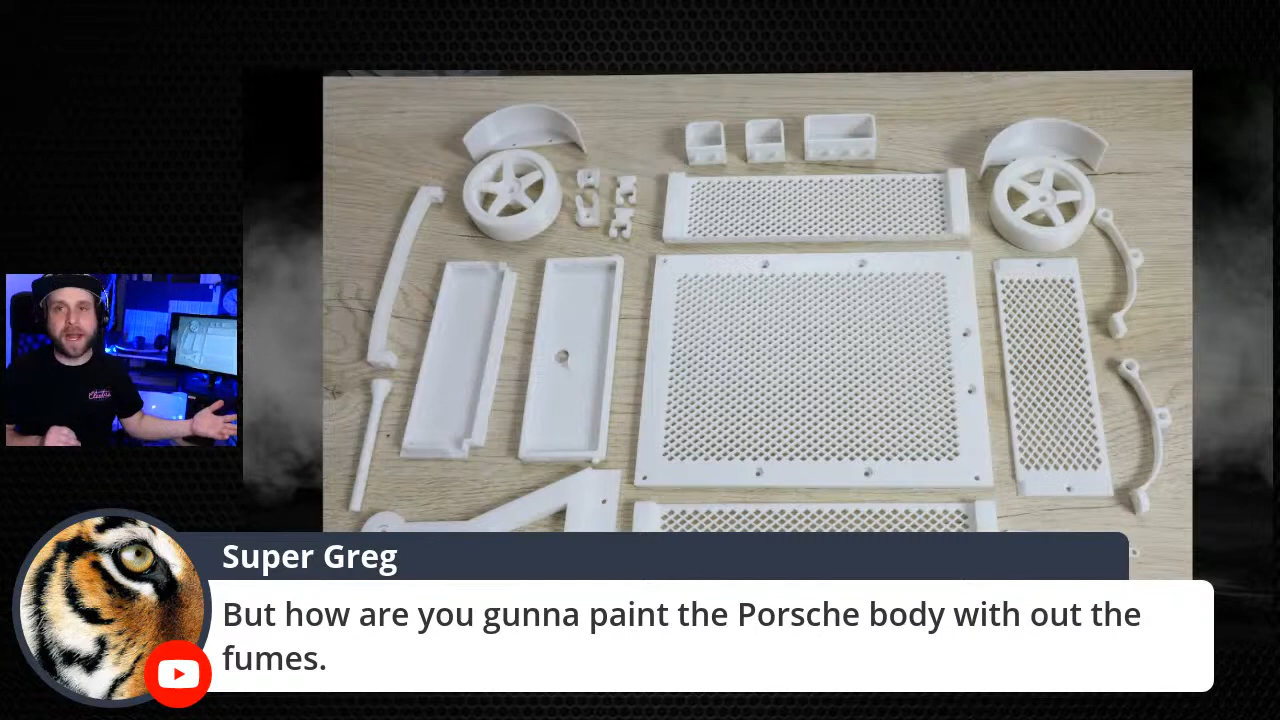 Super Greg
But how are you gunna paint the Porsche body with out the
fumes.